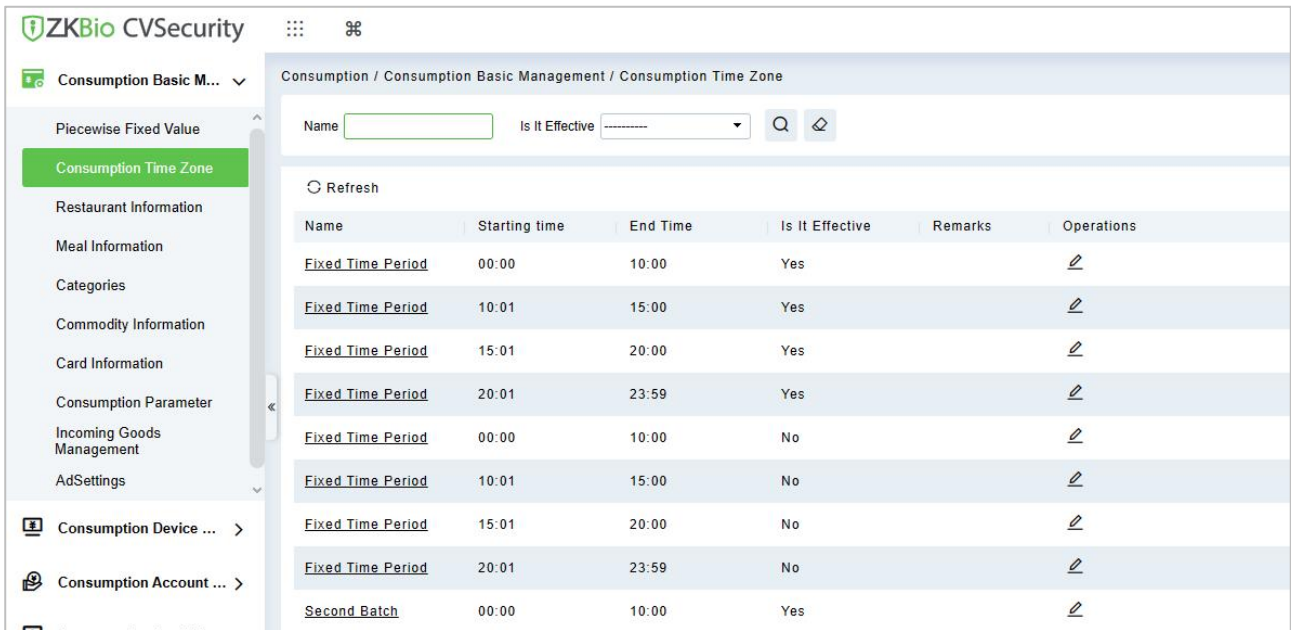 ZKBio CVSecurity
Consumption Basic M...
Piecewise Fixed Value
Consumption Time Zone
Restaurant Information
Meal Information
Categories
Commodity Information
Card Information
Consumption Parameter
Incoming Goods
Management
AdSettings
Consumption Device ...
Consumption Account ...
Consumption / Consumption Basic Management / Consumption Time Zone
Name Is It Effective ----------
Refresh
Name Starting time End Time Is It Effective Remarks Operations
Fixed Time Period 00:00 10:00 Yes
Fixed Time Period 10:01 15:00 Yes
Fixed Time Period 15:01 20:00 Yes
Fixed Time Period 20:01 23:59 Yes
Fixed Time Period 00:00 10:00 No
Fixed Time Period 10:01 15:00 No
Fixed Time Period 15:01 20:00 No
Fixed Time Period 20:01 23:59 No
Second Batch 00:00 10:00 Yes